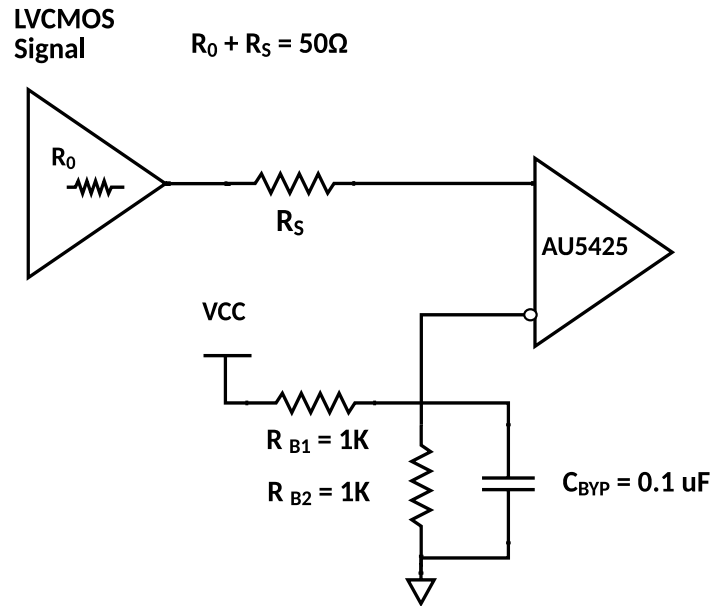 LVCMOS
Signal
R0 + RS = 50Ω
R0
RS
AU5425
VCC
R B1 = 1K
R B2 = 1K
CBYP = 0.1 uF